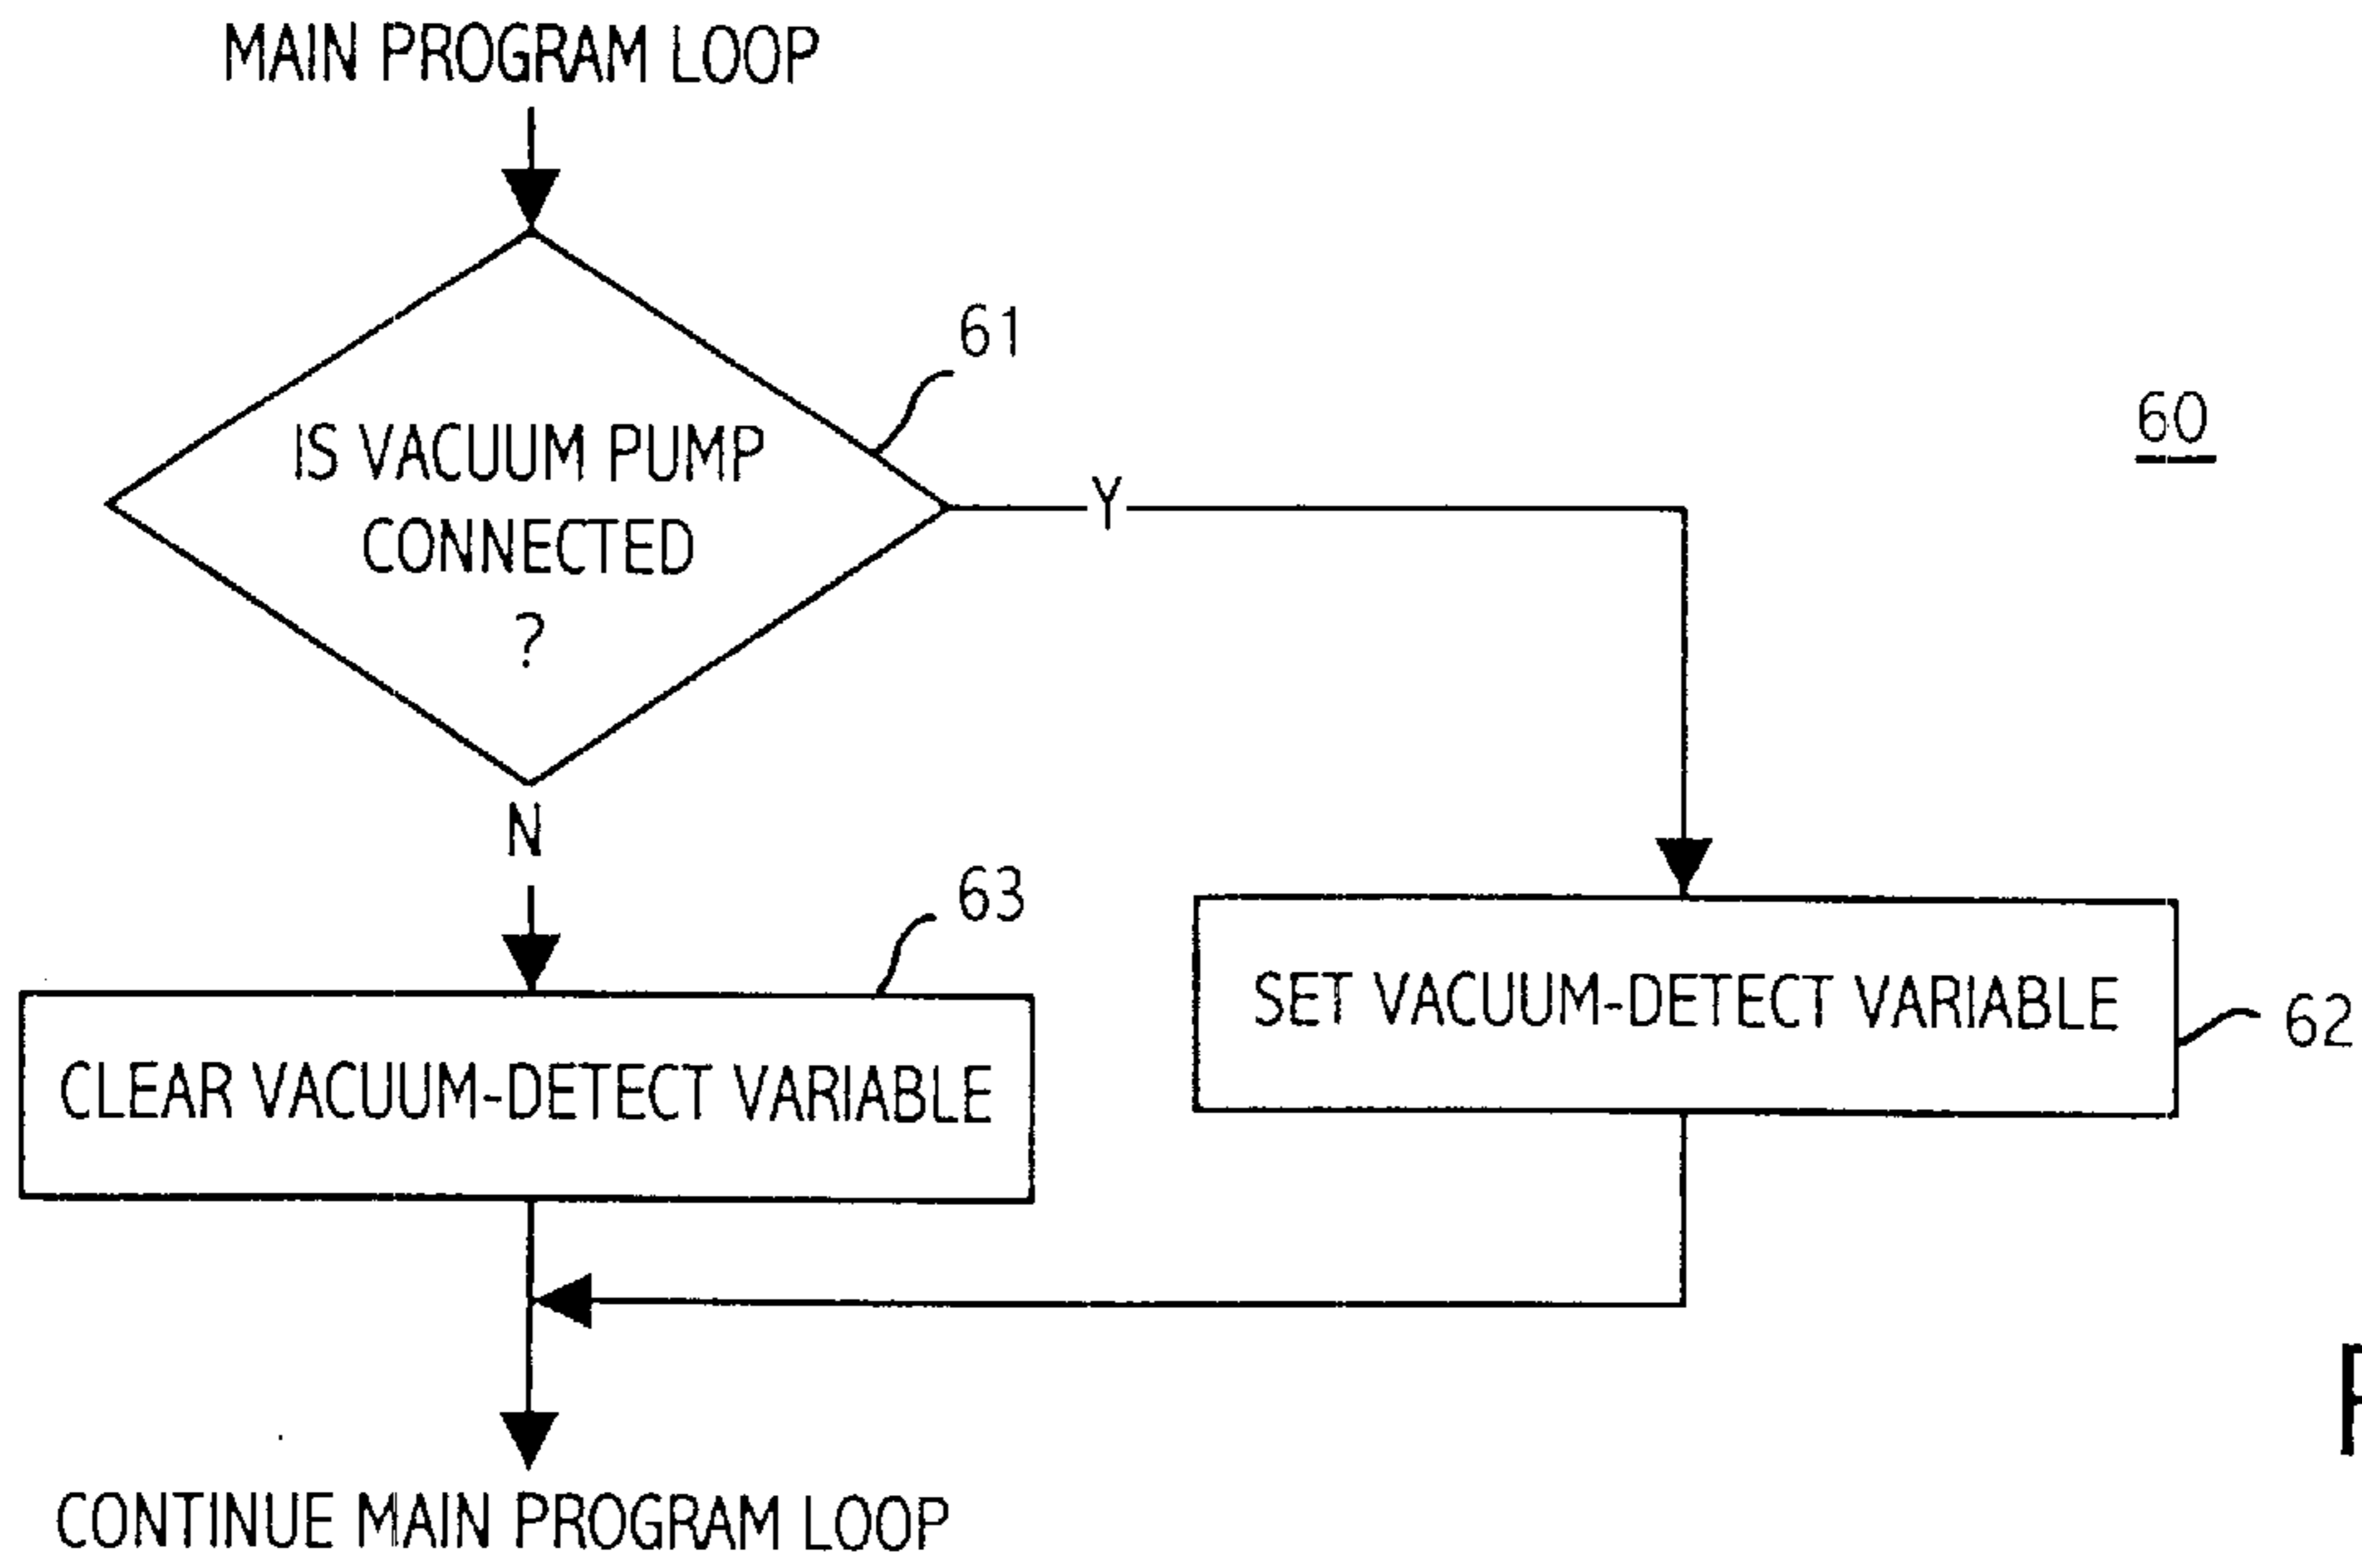 MAIN PROGRAM LOOP
61
60
IS VACUUM PUMP
CONNECTED
?
Y
N
63
62
SET VACUUM-DETECT VARIABLE
CLEAR VACUUM-DETECT VARIABLE
CONTINUE MAIN PROGRAM LOOP